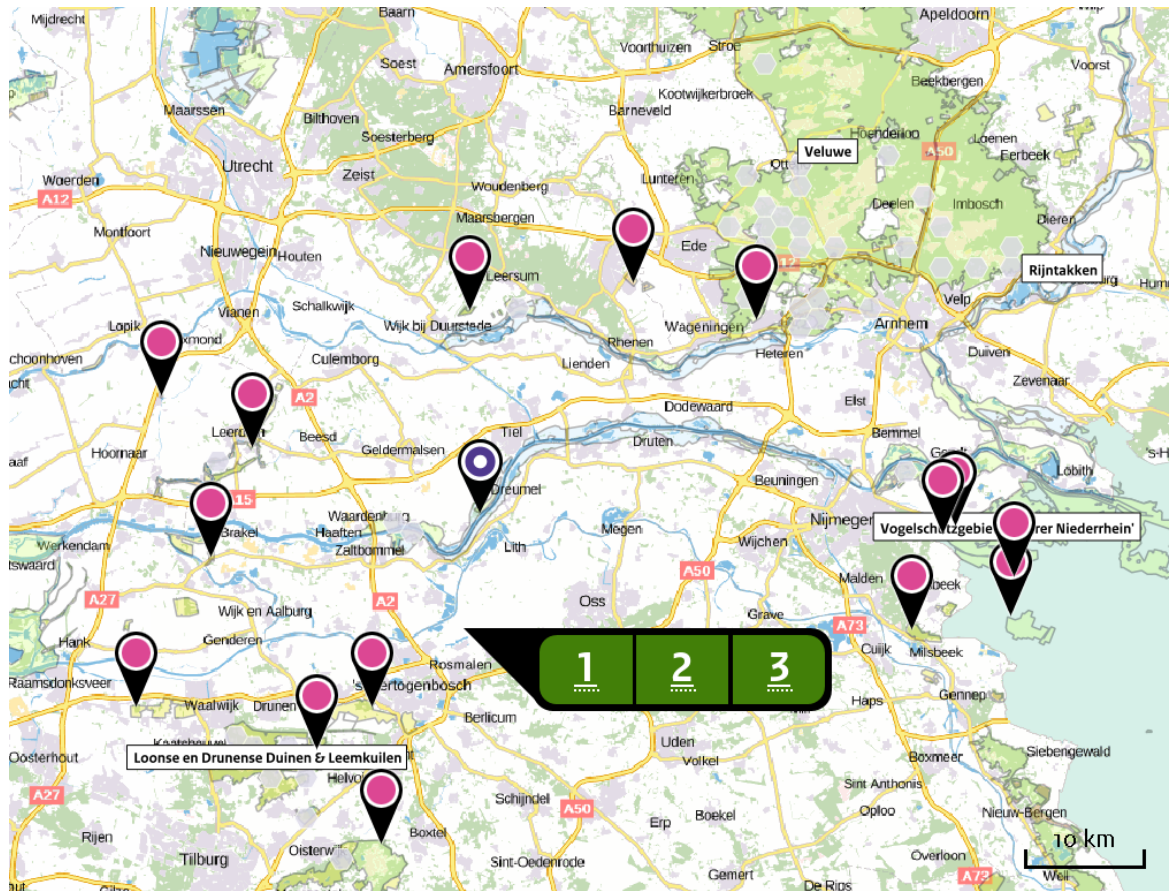 Mijdrecht
Baarn
Apeldoorn
Voorthuizen
Stroe
Soest
Amersfoort
Voorst
Beekbergen
Kootwijkerbroek
Maarssen
Barneveld
Bilthoven
Soesterberg
Hoenderloo
Loenen
Utrecht
Veluwe
A50
Eerbeek
Ott
Woerden
Zeist
Lunteren
A12
Woudenberg
Deelen
Imbosch
Maarsbergen
Dieren
Montfoort
Nieuwegein
Houten
Ede
Leersum
Rijntakken
Schalkwijk
Velp
Vianen
Lopik
Wijk bij Duurstede
Wageningen
Arnhem
Rhenen
Heteren
Duiven
choonhoven
Culemborg
Lienden
Zevenaar
A2
Elst
Dodewaard
Beesd
Tiel
Druten
Bemmel
Hoornaar
Geldermalsen
Lobith
Beuningen
Dreumel
Waardenburg
Nijmegen
Megen
Brakel
Haaften
Lith
Werkendam
Zaltbommel
Wijchen
tswaard
A50
Malden
Oss
A27
A2
Wijk en Aalburg
Grave
A73
Hank
Genderen
Cuijk
Milsbeek
1 2 3
Rosmalen
Raamsdonksveer
Gennep
Waalwijk
Drunen
Haps
Berlicum
Loonse en Drunense Duinen & Leemkuilen
Uden
Siebengewald
Oosterhout
Volkel
Boxmeer
Sint Anthonis
A27
Schijndel
A50
Boekel
Oploo
Nieuw-Bergen
Erp
Rijen
Boxtel
10 km
Tilburg
Sint-Oedenrode
Overloon
Gemert
A73
De Rips
Well